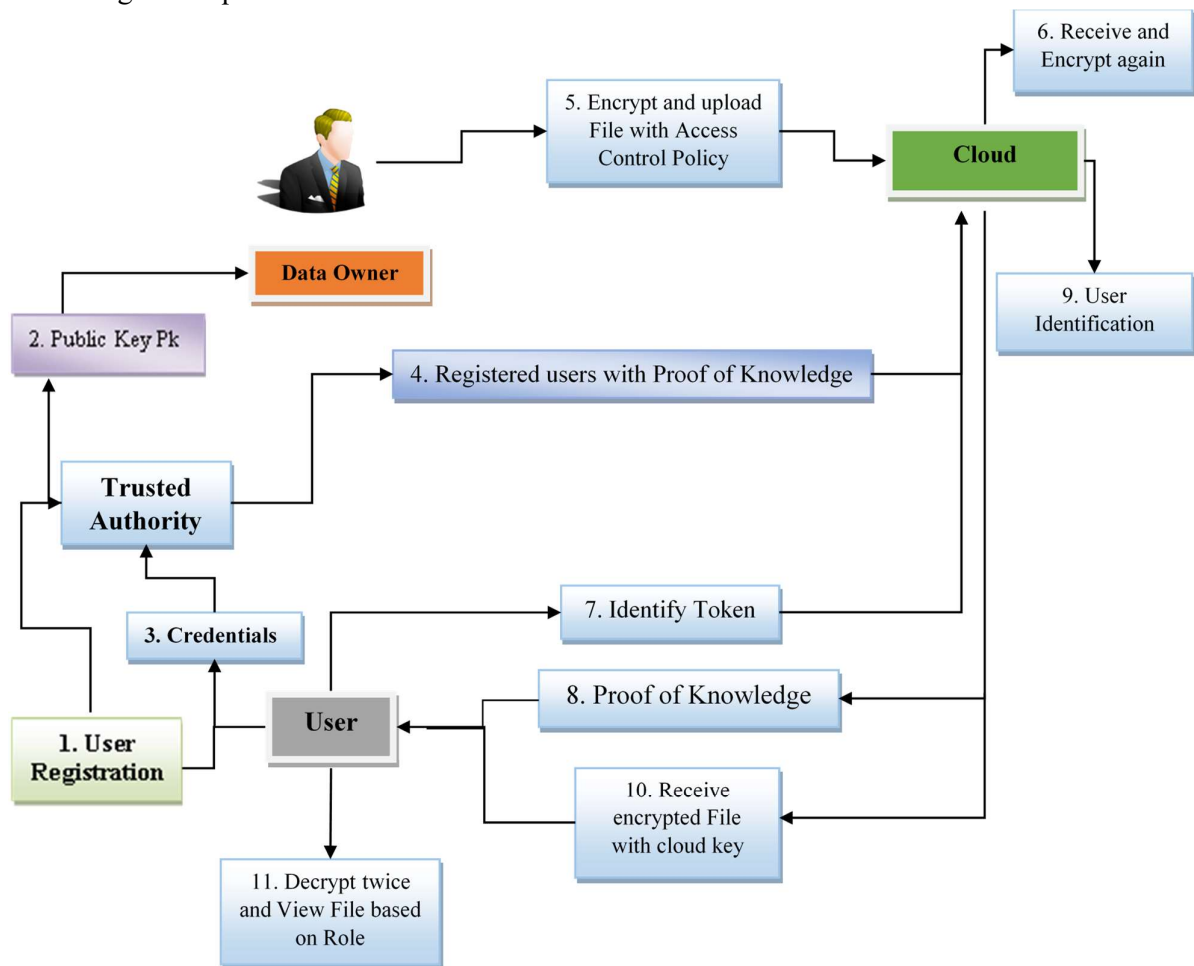 6. Receive and
Encrypt again
5. Encrypt and upload
File with Access
Control Policy
Cloud
Data Owner
9. User
Identification
2. Public Key Pk
4. Registered users with Proof of Knowledge
Trusted
Authority
7. Identify Token
3. Credentials
8. Proof of Knowledge
User
1. User
Registration
10. Receive
encrypted File
with cloud key
11. Decrypt twice
and View File based
on Role